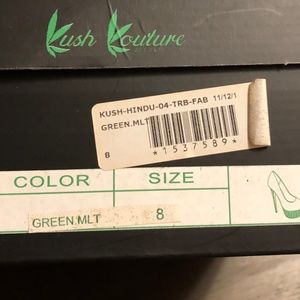 Kush Kouture
KUSH-HINDU-04-TRB-FAB 11/12/1
GREEN.MLT
8
*1537589*
COLOR SIZE
GREEN.MLT 8